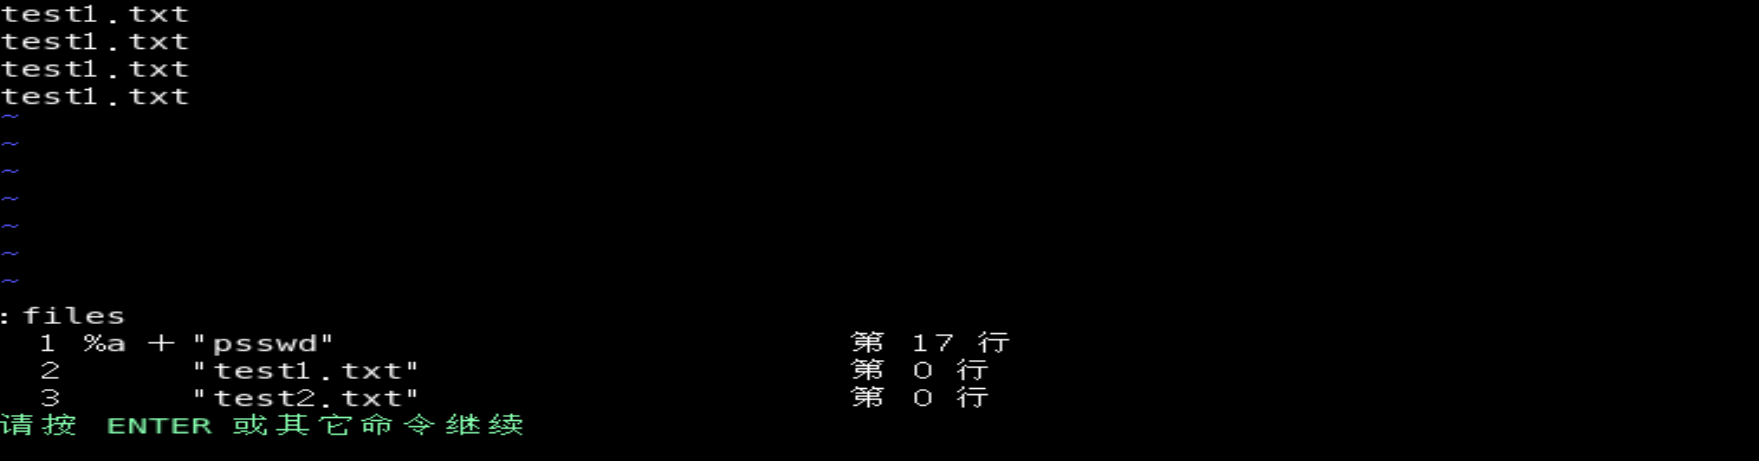 test1.txt
test1.txt
test1.txt
test1.txt
~
~
~
~
~
~
~
:files
1 %a + "psswd" 第 17 行
2 "test1.txt" 第 0 行
3 "test2.txt" 第 0 行
请按 ENTER 或其它命令继续